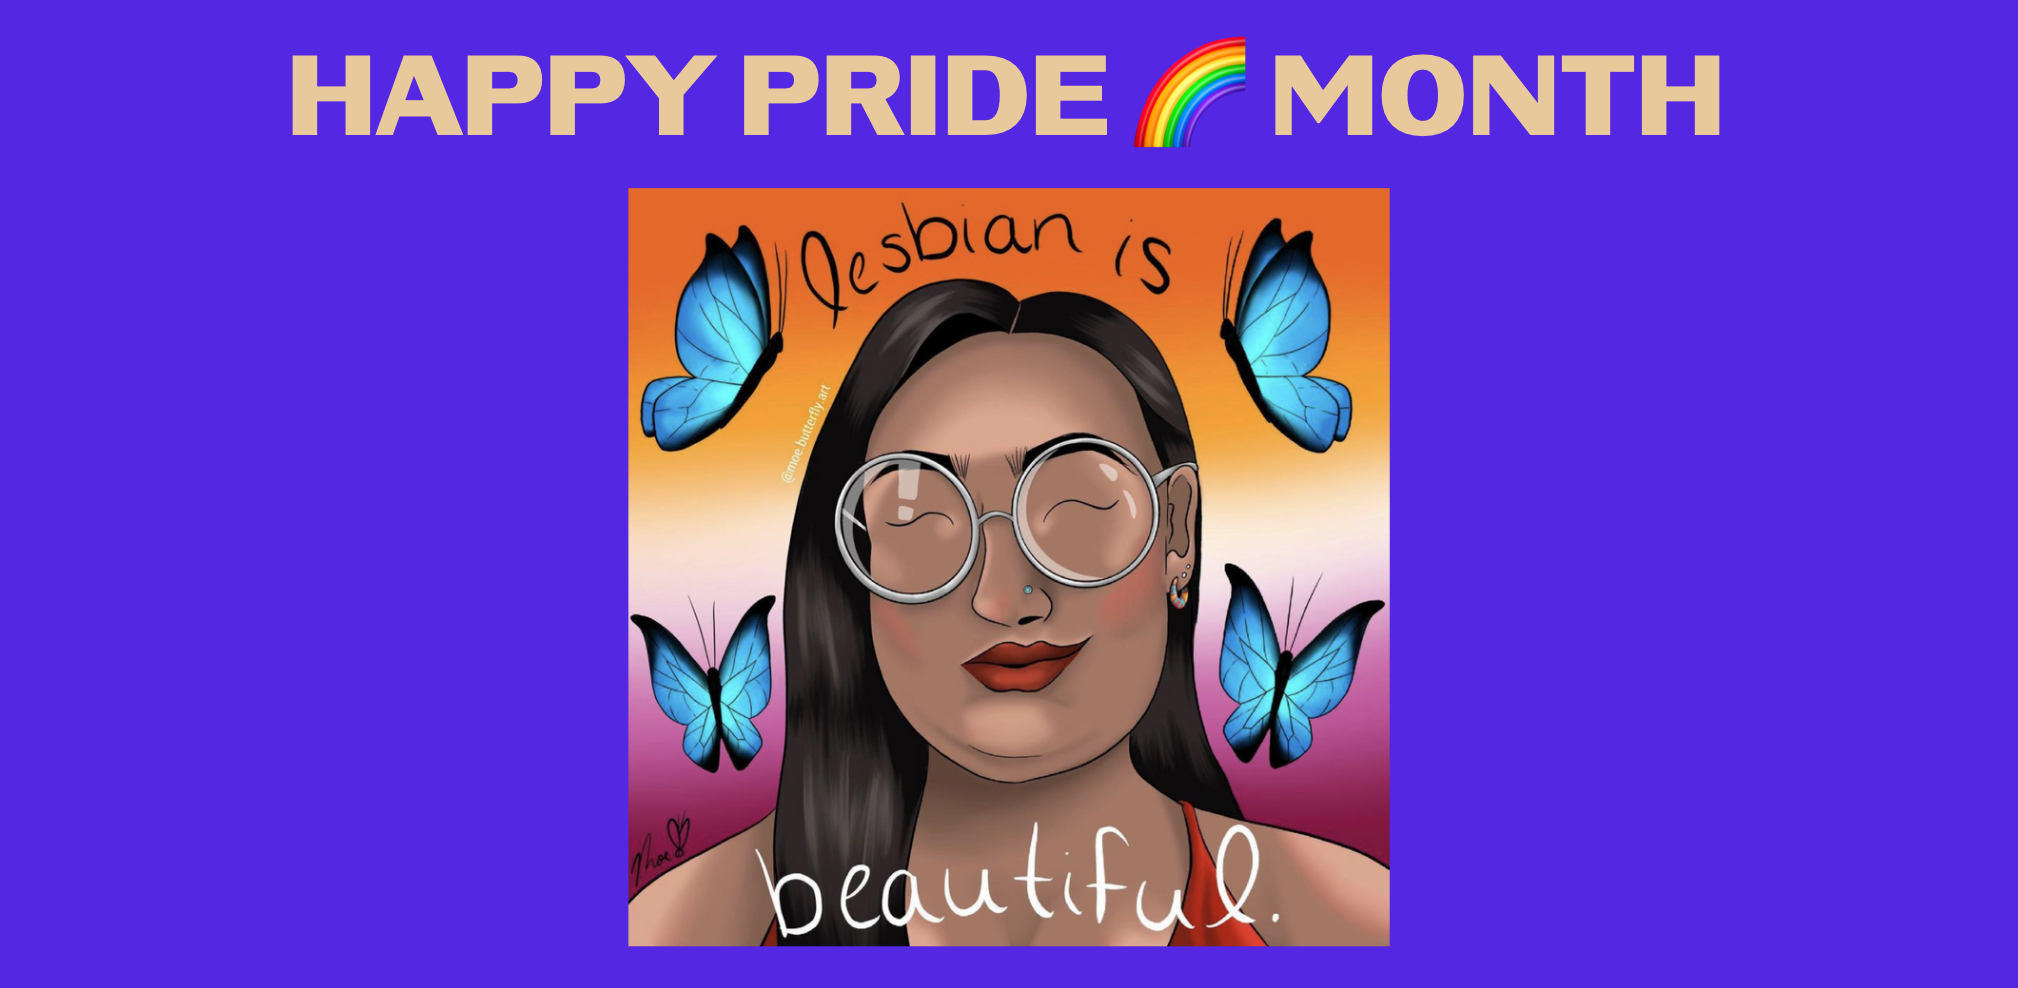 HAPPY PRIDE 🌈 MONTH
lesbian is
@moe.butterfly.art
Moe
beautiful.